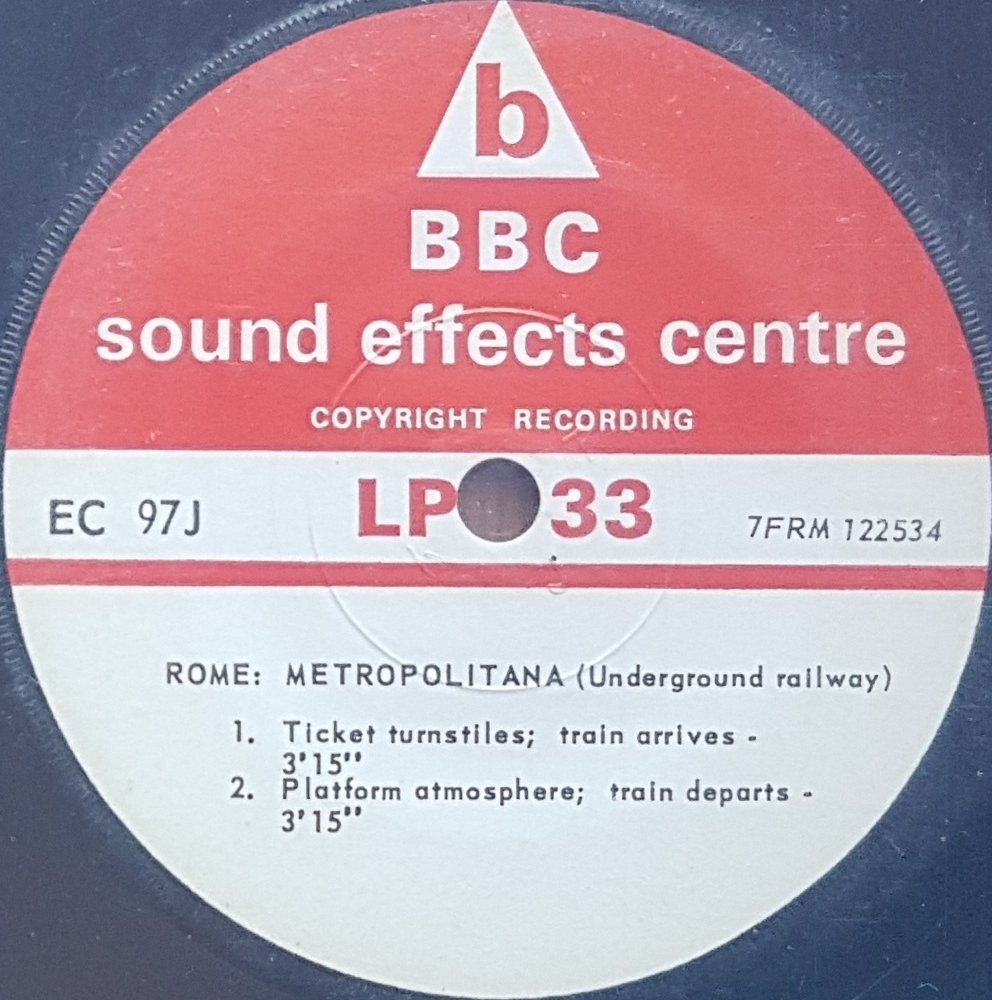 b
BBC
sound effects centre
COPYRIGHT RECORDING
EC 97J LP 33 7FRM 122534
ROME: METROPOLITANA (Underground railway)
1. Ticket turnstiles; train arrives -
3'15"
2. Platform atmosphere; train departs -
3'15"